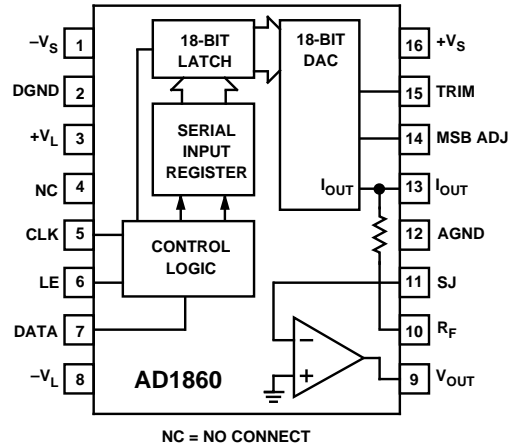 –VS 1
DGND 2
+VL 3
NC 4
CLK 5
LE 6
DATA 7
–VL 8
18-BIT
LATCH
SERIAL
INPUT
REGISTER
CONTROL
LOGIC
18-BIT
DAC
IOUT
–
+
AD1860
16 +VS
15 TRIM
14 MSB ADJ
13 IOUT
12 AGND
11 SJ
10 RF
9 VOUT
NC = NO CONNECT